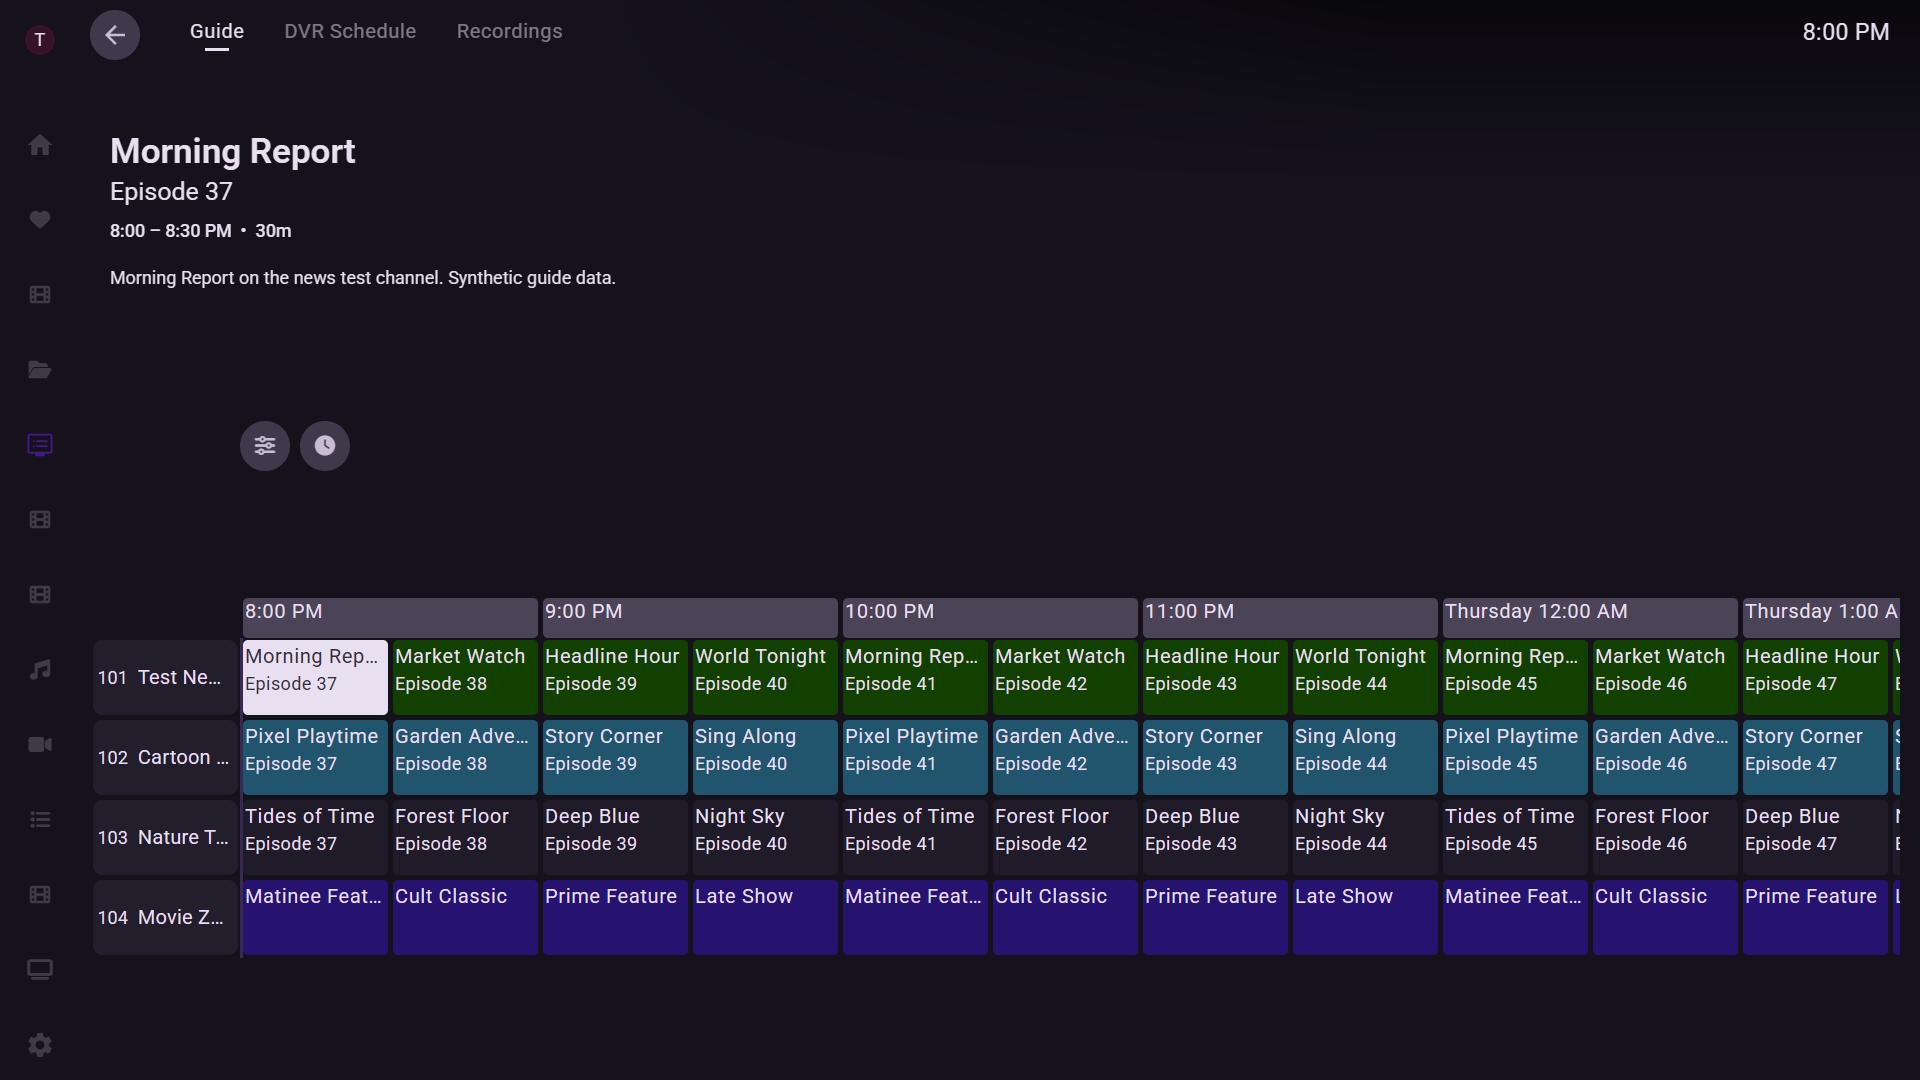 T
Guide DVR Schedule Recordings
8:00 PM
Morning Report
Episode 37
8:00 – 8:30 PM • 30m
Morning Report on the news test channel. Synthetic guide data.
8:00 PM 9:00 PM 10:00 PM 11:00 PM Thursday 12:00 AM Thursday 1:00 A
101 Test Ne...
Morning Rep... Market Watch Headline Hour World Tonight Morning Rep... Market Watch Headline Hour World Tonight Morning Rep... Market Watch Headline Hour
Episode 37 Episode 38 Episode 39 Episode 40 Episode 41 Episode 42 Episode 43 Episode 44 Episode 45 Episode 46 Episode 47
102 Cartoon ...
Pixel Playtime Garden Adve... Story Corner Sing Along Pixel Playtime Garden Adve... Story Corner Sing Along Pixel Playtime Garden Adve... Story Corner
Episode 37 Episode 38 Episode 39 Episode 40 Episode 41 Episode 42 Episode 43 Episode 44 Episode 45 Episode 46 Episode 47
103 Nature T...
Tides of Time Forest Floor Deep Blue Night Sky Tides of Time Forest Floor Deep Blue Night Sky Tides of Time Forest Floor Deep Blue
Episode 37 Episode 38 Episode 39 Episode 40 Episode 41 Episode 42 Episode 43 Episode 44 Episode 45 Episode 46 Episode 47
104 Movie Z...
Matinee Feat... Cult Classic Prime Feature Late Show Matinee Feat... Cult Classic Prime Feature Late Show Matinee Feat... Cult Classic Prime Feature